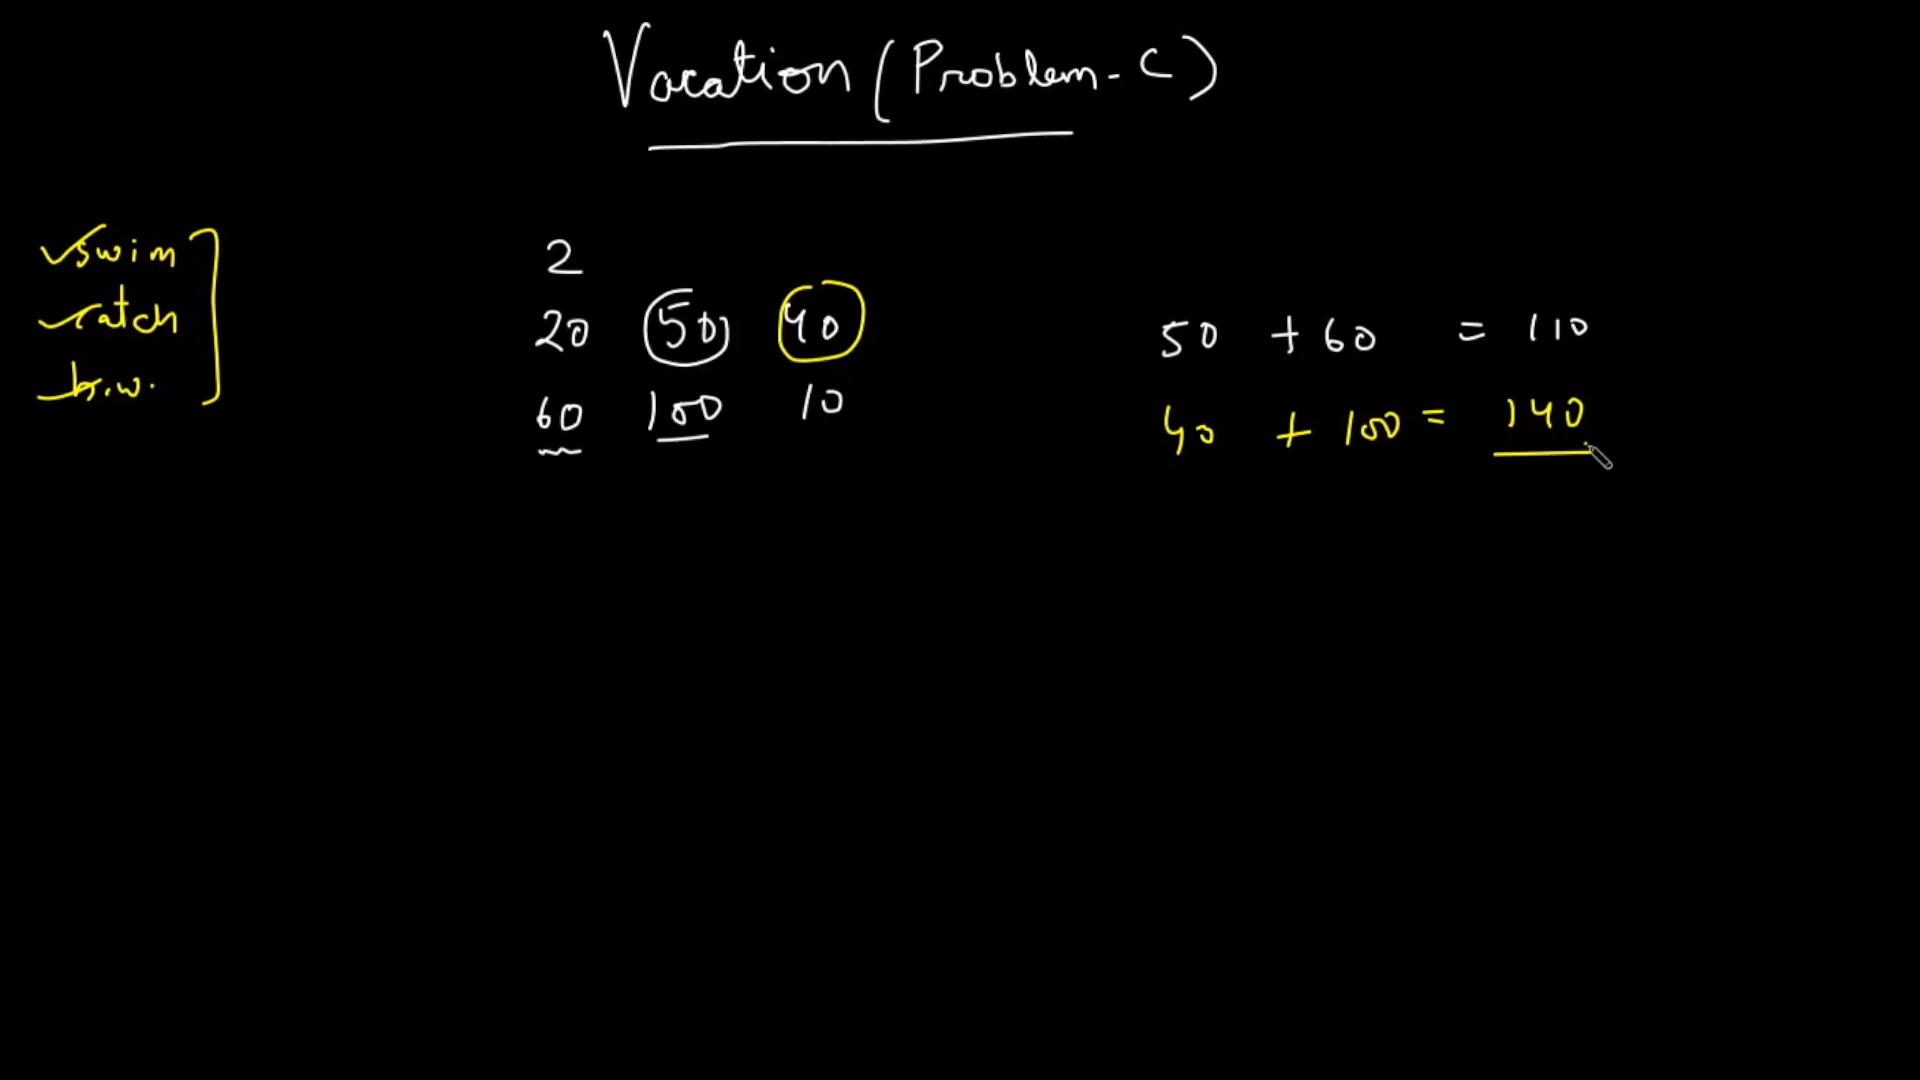 Vacation (Problem-C)
swim
catch
h.w.
2
20 50 40
60 100 10
50 + 60 = 110
40 + 100 = 140